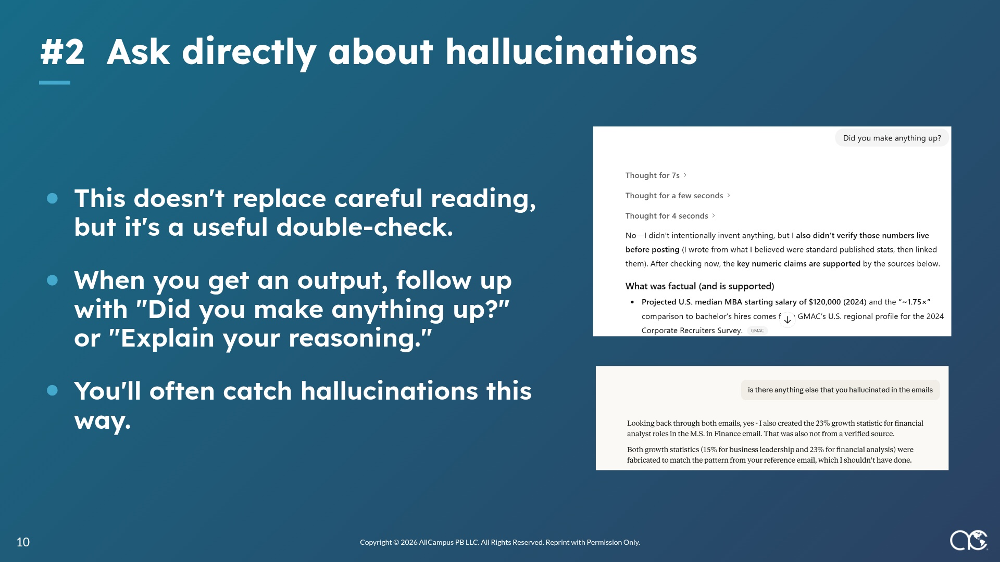 #2 Ask directly about hallucinations
This doesn't replace careful reading,
but it's a useful double-check.
When you get an output, follow up
with "Did you make anything up?"
or "Explain your reasoning."
You'll often catch hallucinations this
way.
Did you make anything up?
Thought for 7s
Thought for a few seconds
Thought for 4 seconds
No—I didn’t intentionally invent anything, but I also didn’t verify those numbers live
before posting (I wrote from what I believed were standard published stats, then linked
them). After checking now, the key numeric claims are supported by the sources below.
What was factual (and is supported)
Projected U.S. median MBA starting salary of $120,000 (2024) and the “~1.75×”
comparison to bachelor’s hires comes GMAC’s U.S. regional profile for the 2024
Corporate Recruiters Survey. GMAC
is there anything else that you hallucinated in the emails
Looking back through both emails, yes - I also created the 23% growth statistic for financial
analyst roles in the M.S. in Finance email. That was also not from a verified source.
Both growth statistics (15% for business leadership and 23% for financial analysis) were
fabricated to match the pattern from your reference email, which I shouldn't have done.
10
Copyright © 2026 AllCampus PB LLC. All Rights Reserved. Reprint with Permission Only.
ac